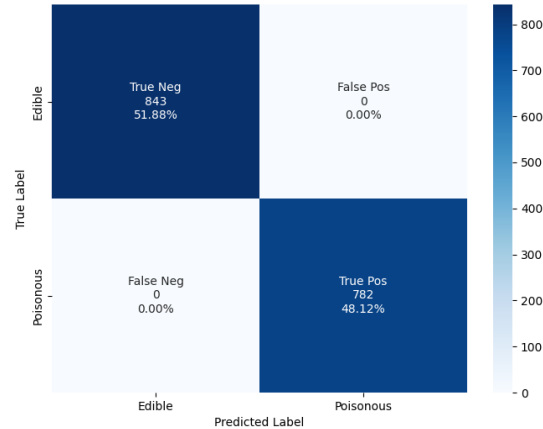 True Neg
843
51.88%
False Pos
0
0.00%
False Neg
0
0.00%
True Pos
782
48.12%
True Label
Edible
Poisonous
Edible
Poisonous
Predicted Label
800
700
600
500
400
300
200
100
0